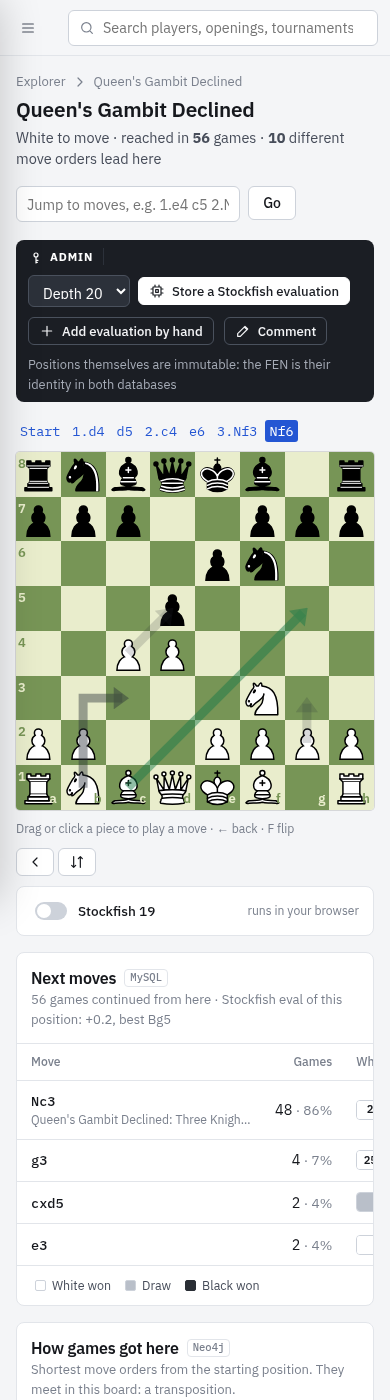 Search players, openings, tournaments
Explorer > Queen's Gambit Declined
Queen's Gambit Declined
White to move · reached in 56 games · 10 different
move orders lead here
Jump to moves, e.g. 1.e4 c5 2.N
Go
ADMIN
Depth 20
Store a Stockfish evaluation
Add evaluation by hand
Comment
Positions themselves are immutable: the FEN is their
identity in both databases
Start 1.d4 d5 2.c4 e6 3.Nf3 Nf6
8
7
6
5
4
3
2
1
a b c d e f g h
Drag or click a piece to play a move · ← back · F flip
Stockfish 19
runs in your browser
Next moves MySQL
56 games continued from here · Stockfish eval of this
position: +0.2, best Bg5
Move Games Wh
Nc3 48 · 86% 2
Queen's Gambit Declined: Three Knigh…
g3 4 · 7% 25
cxd5 2 · 4%
e3 2 · 4%
White won Draw Black won
How games got here Neo4j
Shortest move orders from the starting position. They
meet in this board: a transposition.